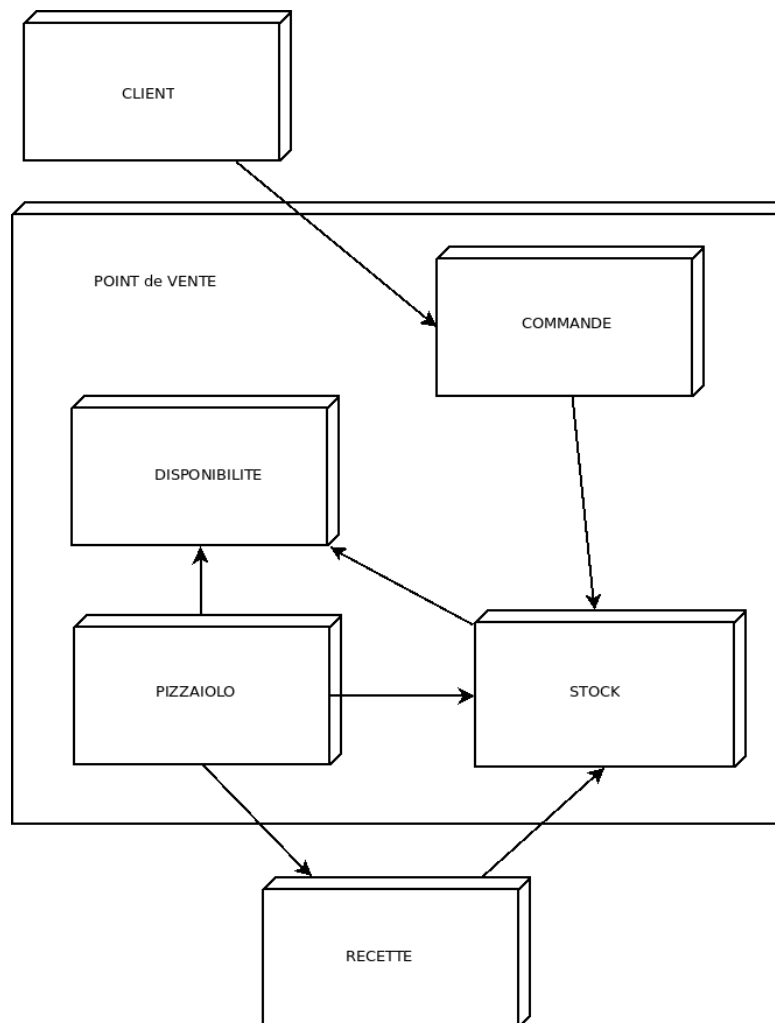 CLIENT
POINT de VENTE
COMMANDE
DISPONIBILITE
PIZZAIOLO
STOCK
RECETTE